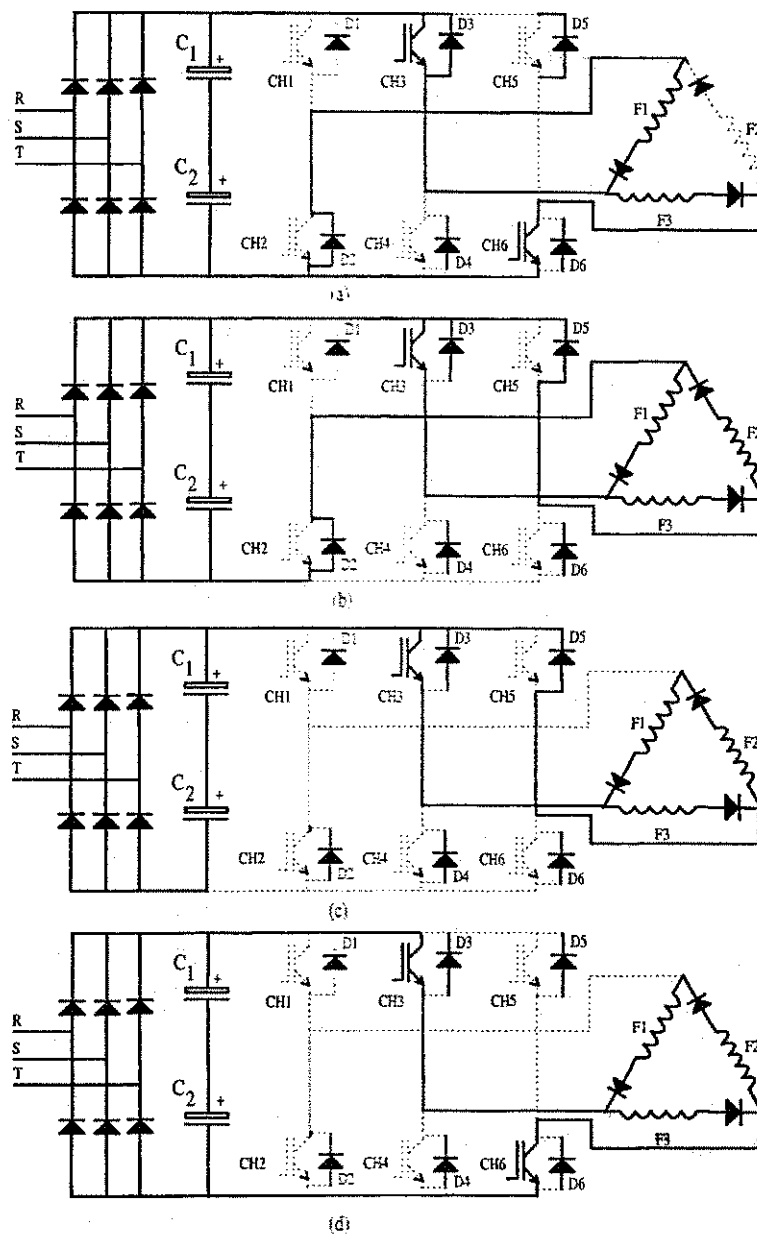 D1 D3 D5
C1 +
CH1 CH3 CH5
R
S
T
F1 F2
C2 +
F3
CH2 CH4 CH6
D2 D4 D6
(a)
D1 D3 D5
C1 +
CH1 CH3 CH5
R
S
T
F1 F2
C2 +
F3
CH2 CH4 CH6
D2 D4 D6
(b)
D1 D3 D5
C1 +
CH1 CH3 CH5
R
S
T
F1 F2
C2 +
F3
CH2 CH4 CH6
D2 D4 D6
(c)
D1 D3 D5
C1 +
CH1 CH3 CH5
R
S
T
F1 F2
C2 +
F3
CH2 CH4 CH6
D2 D4 D6
(d)